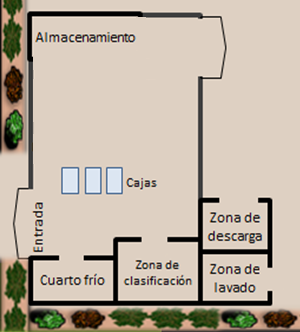 Almacenamiento
Cajas
Entrada
Zona de
descarga
Cuarto frío
Zona de
clasificación
Zona de
lavado